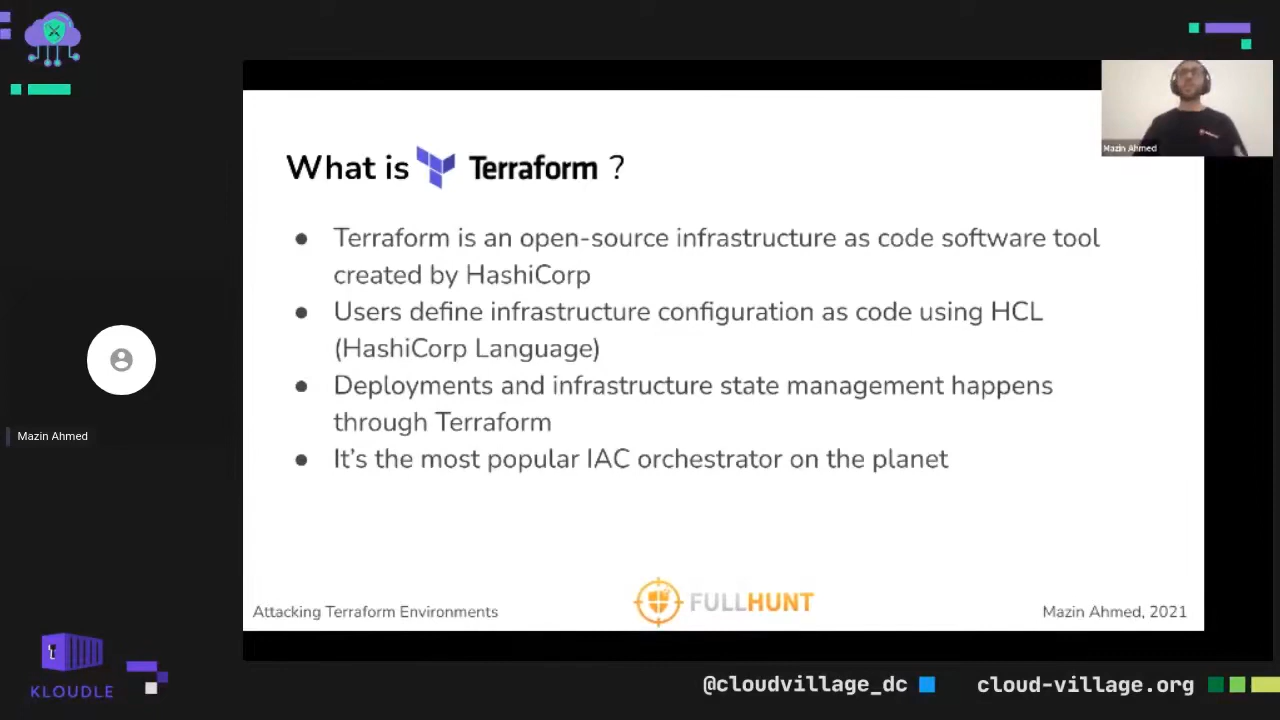 What is Terraform ?
Mazin Ahmed
● Terraform is an open-source infrastructure as code software tool
created by HashiCorp
● Users define infrastructure configuration as code using HCL
(HashiCorp Language)
● Deployments and infrastructure state management happens
through Terraform
● It's the most popular IAC orchestrator on the planet
Mazin Ahmed
Attacking Terraform Environments
FULLHUNT
Mazin Ahmed, 2021
KLOUDLE
@cloudvillage_dc
cloud-village.org